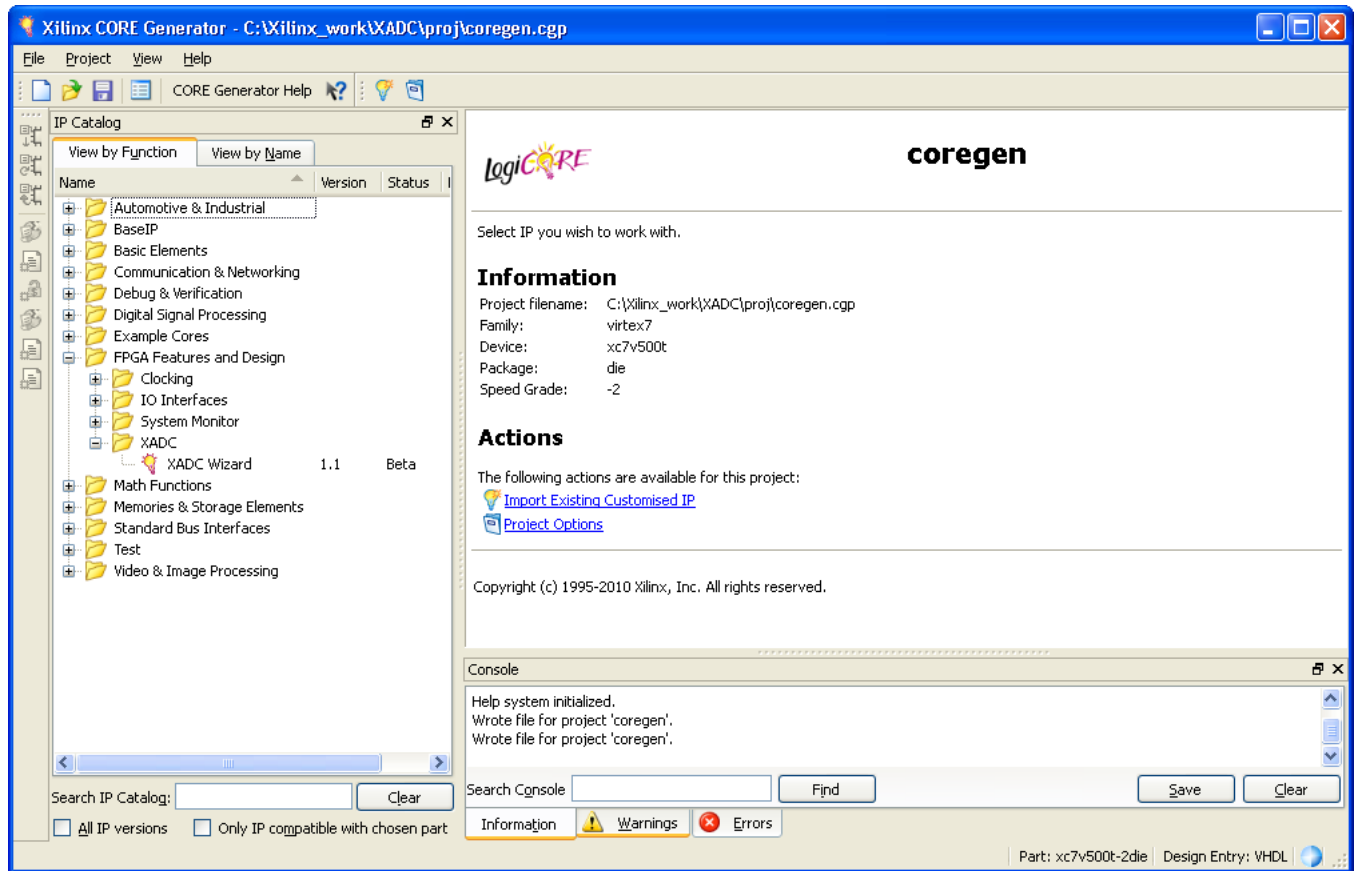 Xilinx CORE Generator - C:\Xilinx_work\XADC\proj\coregen.cgp
File Project View Help
CORE Generator Help
IP Catalog
View by Function View by Name
Name Version Status
Automotive & Industrial
BaseIP
Basic Elements
Communication & Networking
Debug & Verification
Digital Signal Processing
Example Cores
FPGA Features and Design
Clocking
IO Interfaces
System Monitor
XADC
XADC Wizard 1.1 Beta
Math Functions
Memories & Storage Elements
Standard Bus Interfaces
Test
Video & Image Processing
Search IP Catalog: Clear
All IP versions Only IP compatible with chosen part
LogiCORE
coregen
Select IP you wish to work with.
Information
Project filename: C:\Xilinx_work\XADC\proj\coregen.cgp
Family: virtex7
Device: xc7v500t
Package: die
Speed Grade: -2
Actions
The following actions are available for this project:
Import Existing Customised IP
Project Options
Copyright (c) 1995-2010 Xilinx, Inc. All rights reserved.
Console
Help system initialized.
Wrote file for project 'coregen'.
Wrote file for project 'coregen'.
Search Console Find Save Clear
Information Warnings Errors
Part: xc7v500t-2die Design Entry: VHDL